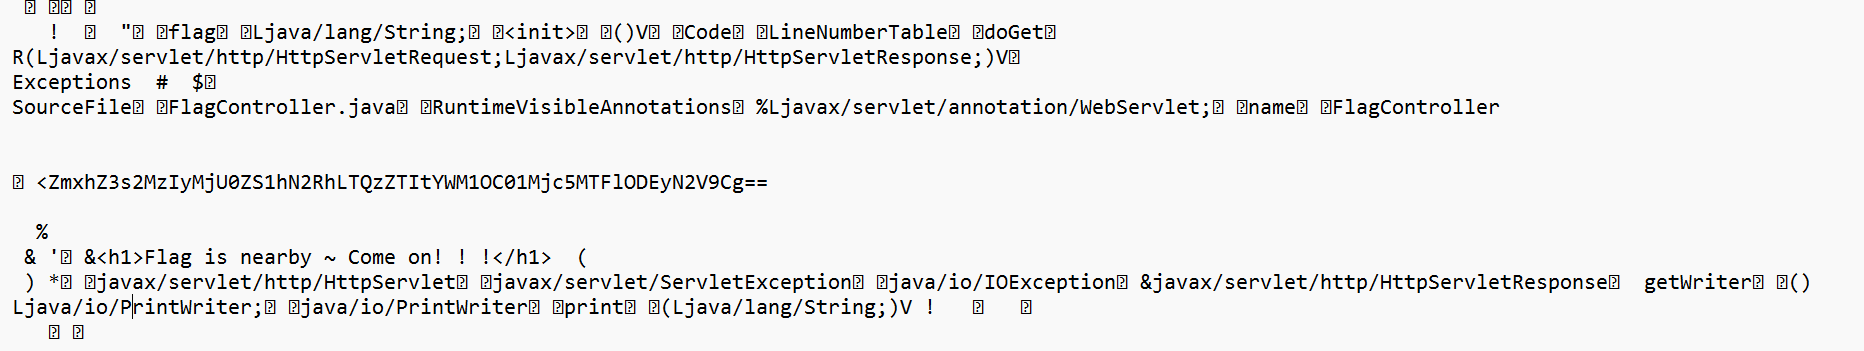 ! "  flag  Ljava/lang/String;  <init>  ()V  Code  LineNumberTable  doGet
R(Ljavax/servlet/http/HttpServletRequest;Ljavax/servlet/http/HttpServletResponse;)V
Exceptions # $
SourceFile  FlagController.java  RuntimeVisibleAnnotations  %Ljavax/servlet/annotation/WebServlet;  name  FlagController
<ZmxhZ3s2MzIyMjU0ZS1hN2RhLTQzZTItYWM1OC01Mjc5MTFlODEyN2V9Cg==
%
& '  &<h1>Flag is nearby ~ Come on! ! !</h1> (
) *  javax/servlet/http/HttpServlet  javax/servlet/ServletException  java/io/IOException  &javax/servlet/http/HttpServletResponse  getWriter  ()
Ljava/io/PrintWriter;  java/io/PrintWriter  print  (Ljava/lang/String;)V !